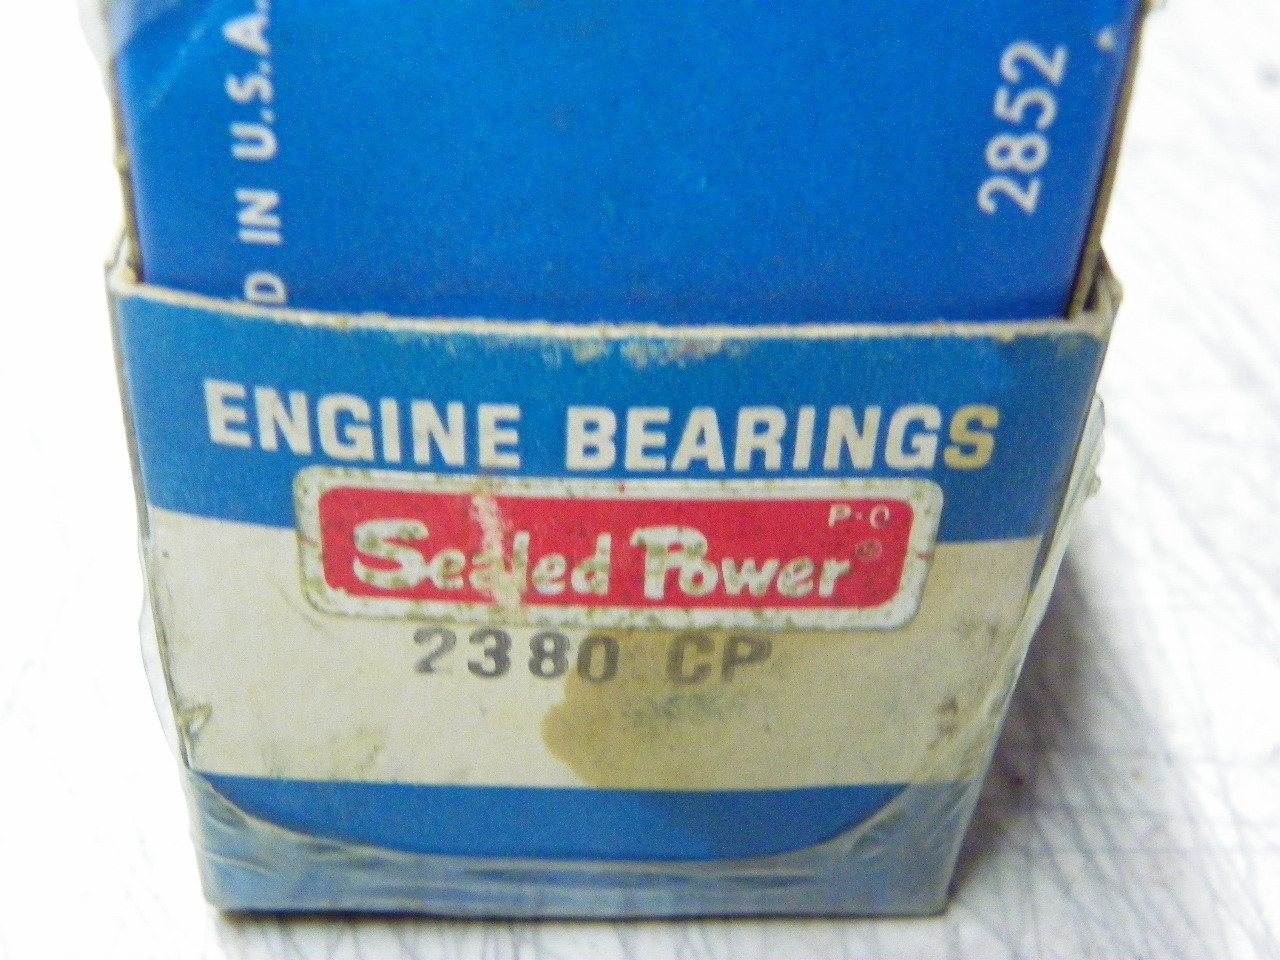 D IN U.S.A.
2852
ENGINE BEARINGS
P-C
Sealed Power®
2380 CP